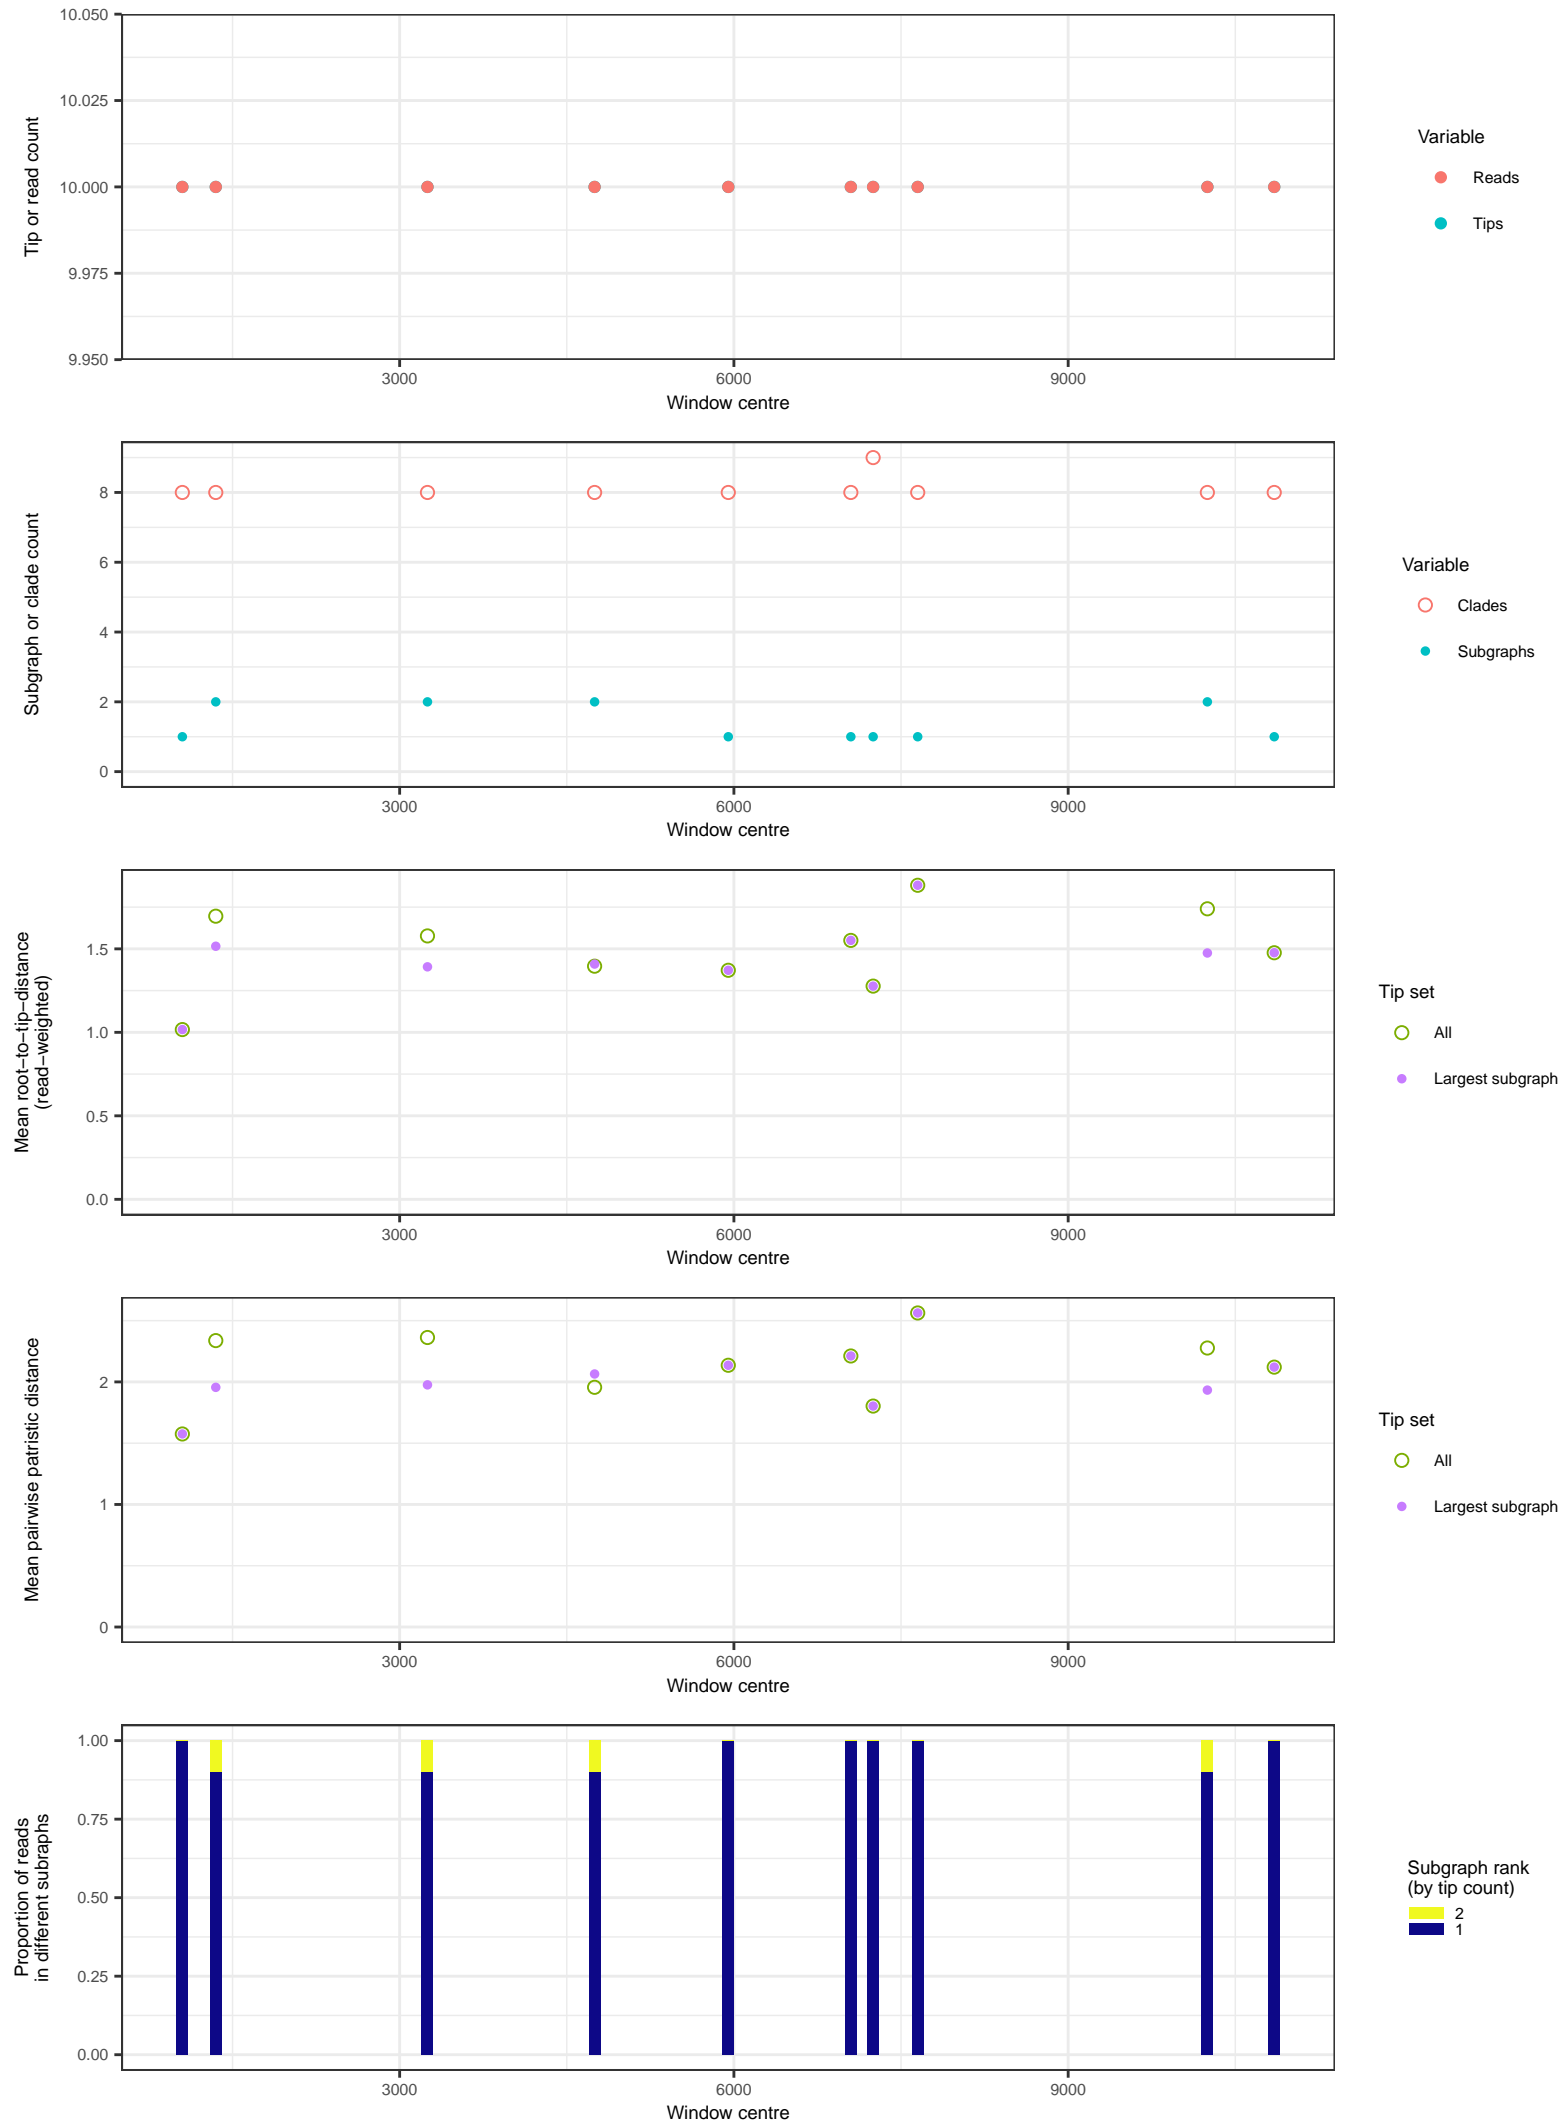 10.050
10.025
10.000
9.975
9.950
Tip or read count
3000
6000
9000
Window centre
Variable
Reads
Tips
8
6
4
2
0
Subgraph or clade count
3000
6000
9000
Window centre
Variable
Clades
Subgraphs
1.5
1.0
0.5
0.0
Mean root−to−tip−distance
(read−weighted)
3000
6000
9000
Window centre
Tip set
All
Largest subgraph
2
1
0
Mean pairwise patristic distance
3000
6000
9000
Window centre
Tip set
All
Largest subgraph
1.00
0.75
0.50
0.25
0.00
Proportion of reads
in different subraphs
3000
6000
9000
Window centre
Subgraph rank
(by tip count)
2
1